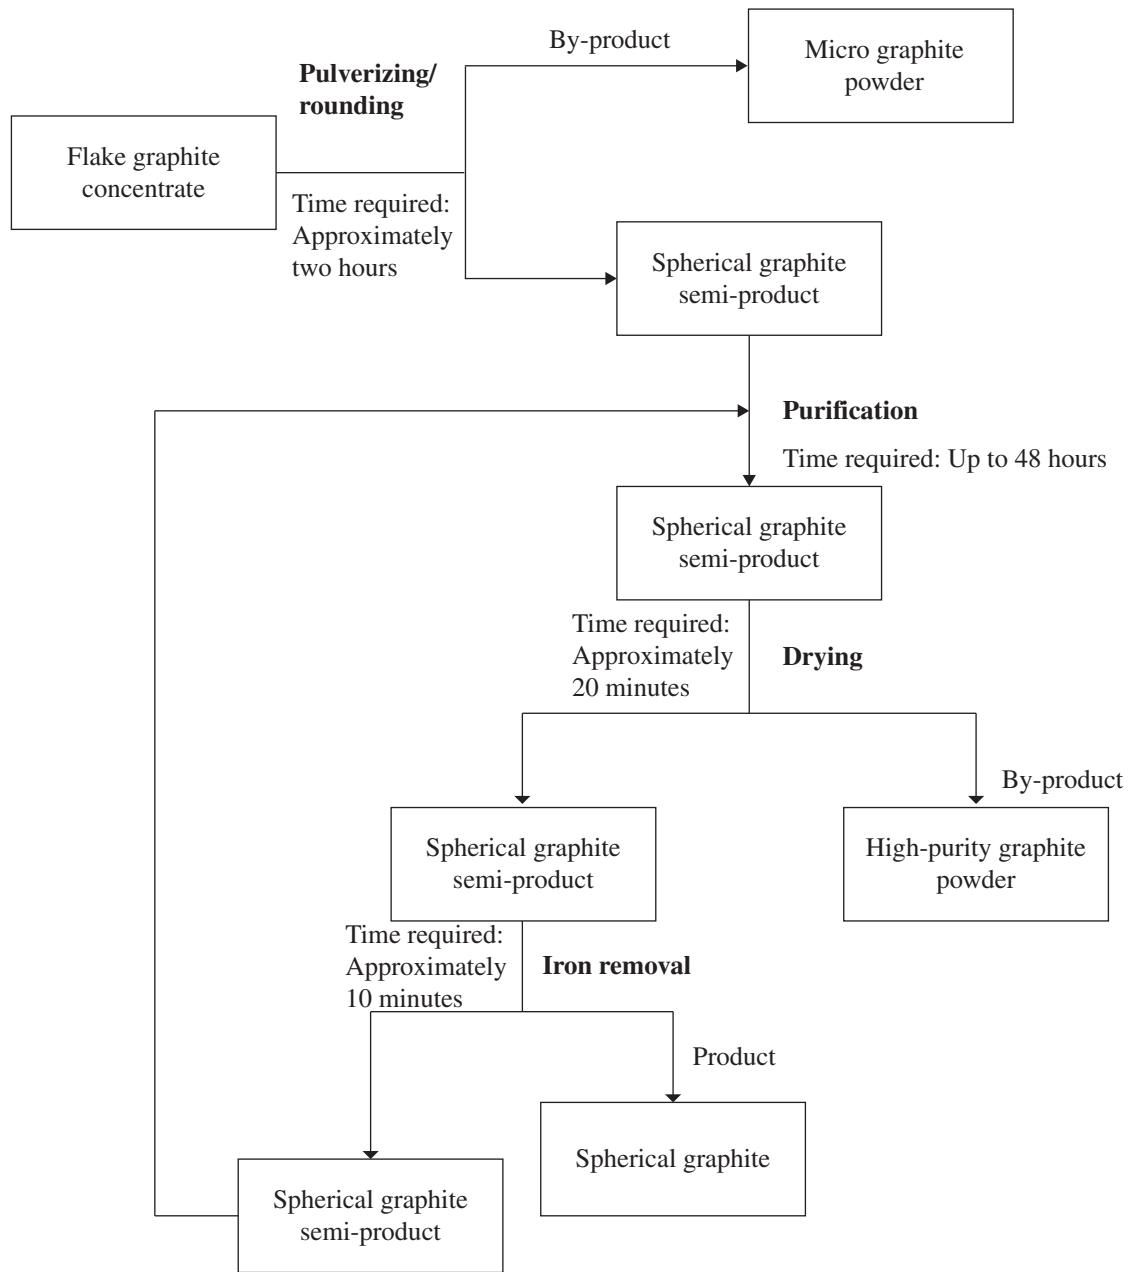 By-product
Micro graphite
powder
Pulverizing/
rounding
Flake graphite
concentrate
Time required:
Approximately
two hours
Spherical graphite
semi-product
Purification
Time required: Up to 48 hours
Spherical graphite
semi-product
Time required:
Approximately
20 minutes
Drying
By-product
Spherical graphite
semi-product
High-purity graphite
powder
Time required:
Approximately
10 minutes
Iron removal
Product
Spherical graphite
Spherical graphite
semi-product